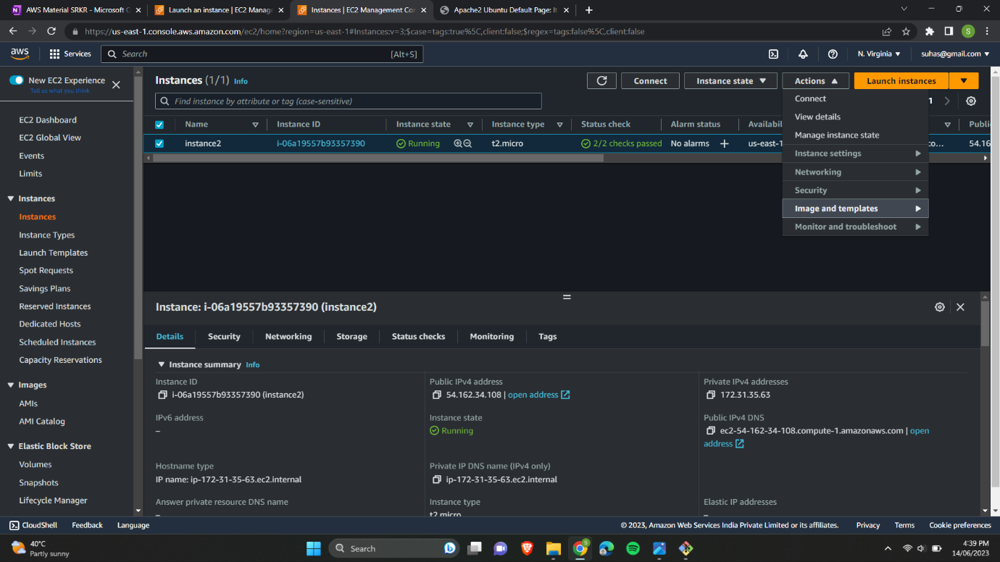 AWS Material SRKR - Microsoft O
Launch an instance | EC2 Manage
Instances | EC2 Management Con
Apache2 Ubuntu Default Page: It
https://us-east-1.console.aws.amazon.com/ec2/home?region=us-east-1#Instances:v=3;$case=tags:true%5C,client:false;$regex=tags:false%5C,client:false
S
aws
Services
Search
[Alt+S]
N. Virginia
suhas@gmail.com
New EC2 Experience
Tell us what you think
EC2 Dashboard
EC2 Global View
Events
Limits
Instances
Instances
Instance Types
Launch Templates
Spot Requests
Savings Plans
Reserved Instances
Dedicated Hosts
Scheduled Instances
Capacity Reservations
Images
AMIs
AMI Catalog
Elastic Block Store
Volumes
Snapshots
Lifecycle Manager
Instances (1/1) Info
Connect
Instance state
Actions
Launch instances
Find instance by attribute or tag (case-sensitive)
1
Connect
View details
Manage instance state
Instance settings
Networking
Security
Image and templates
Monitor and troubleshoot
Name
Instance ID
Instance state
Instance type
Status check
Alarm status
Availabil
Publi
instance2
i-06a19557b93357390
Running
t2.micro
2/2 checks passed
No alarms
us-east-1
co...
54.16
Instance: i-06a19557b93357390 (instance2)
Details
Security
Networking
Storage
Status checks
Monitoring
Tags
Instance summary Info
Instance ID
i-06a19557b93357390 (instance2)
Public IPv4 address
54.162.34.108 | open address
Private IPv4 addresses
172.31.35.63
IPv6 address
–
Instance state
Running
Public IPv4 DNS
ec2-54-162-34-108.compute-1.amazonaws.com | open
address
Hostname type
IP name: ip-172-31-35-63.ec2.internal
Private IP DNS name (IPv4 only)
ip-172-31-35-63.ec2.internal
Answer private resource DNS name
–
Instance type
t2.micro
Elastic IP addresses
–
CloudShell
Feedback
Language
© 2023, Amazon Web Services India Private Limited or its affiliates.
Privacy
Terms
Cookie preferences
40°C
Partly sunny
Search
4:39 PM
14/06/2023